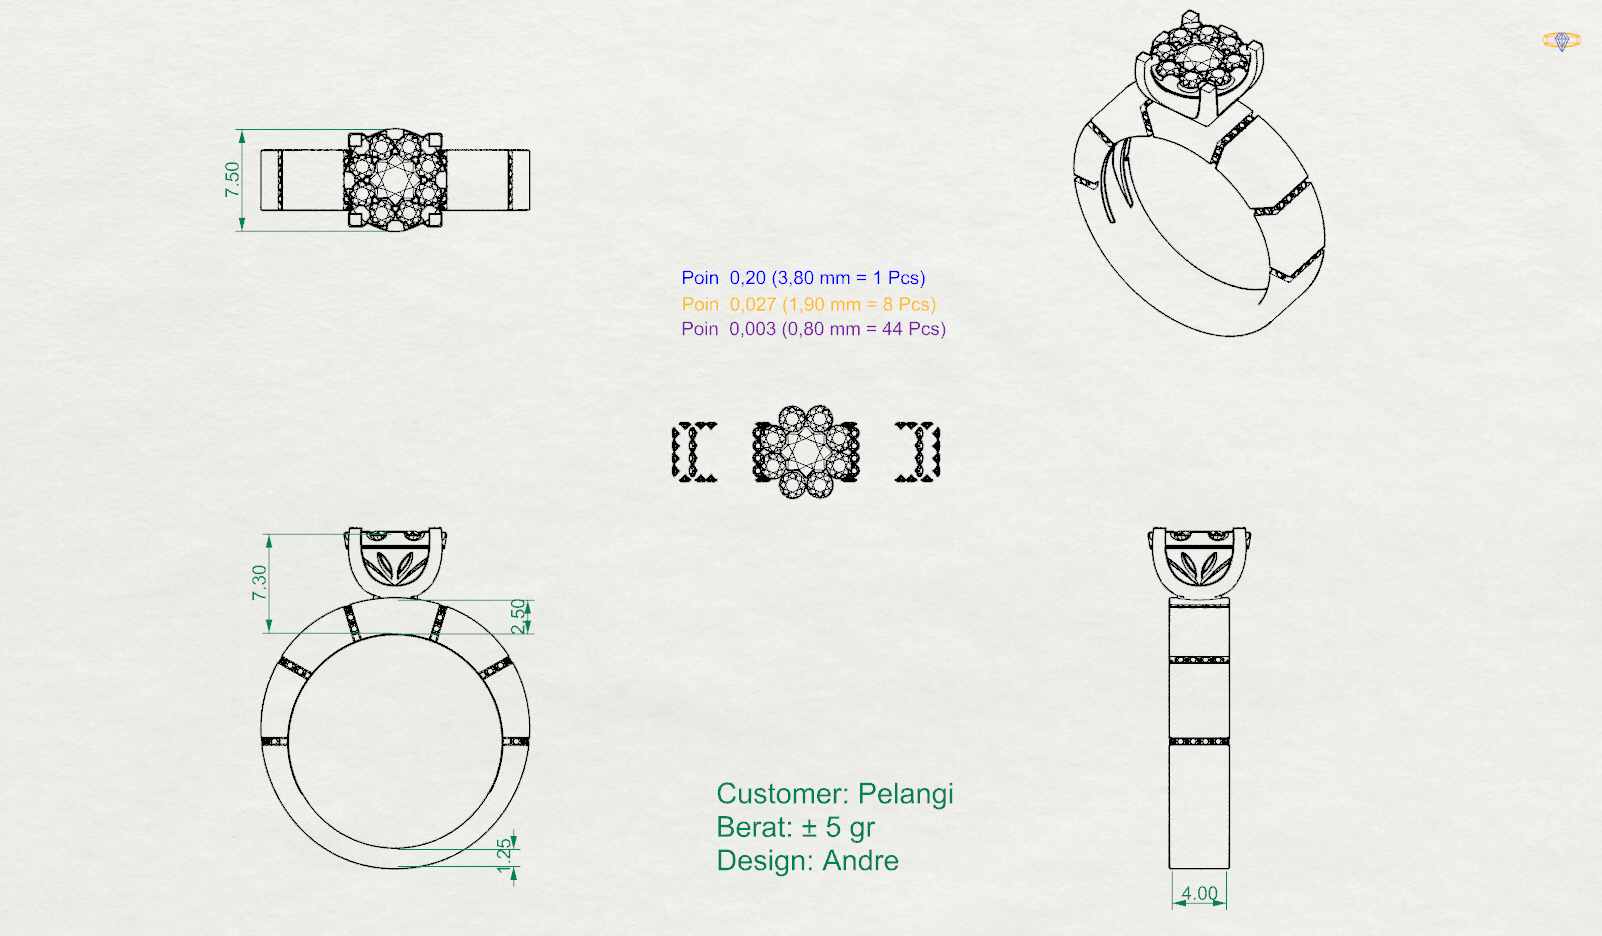 7.50
Poin 0,20 (3,80 mm = 1 Pcs)
Poin 0,027 (1,90 mm = 8 Pcs)
Poin 0,003 (0,80 mm = 44 Pcs)
7.30
2.50
1.25
Customer: Pelangi
Berat: ± 5 gr
Design: Andre
4.00